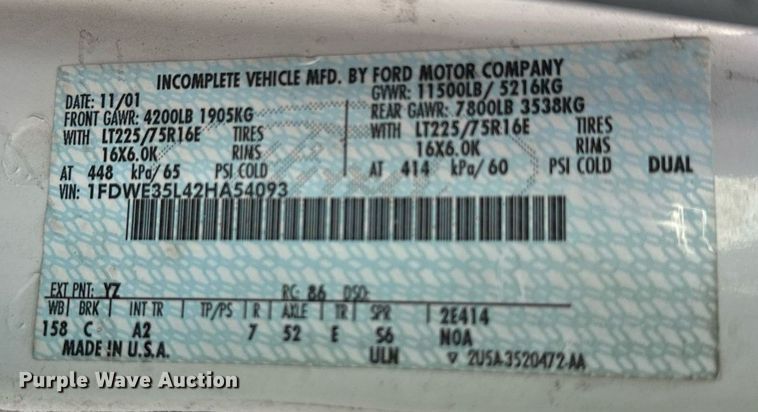 INCOMPLETE VEHICLE MFD. BY FORD MOTOR COMPANY
DATE: 11/01 GVWR: 11500LB/ 5216KG
FRONT GAWR: 4200LB 1905KG REAR GAWR: 7800LB 3538KG
WITH LT225/75R16E TIRES WITH LT225/75R16E TIRES
16X6.0K RIMS 16X6.0K RIMS
AT 448 kPa/65 PSI COLD AT 414 kPa/60 PSI COLD DUAL
VIN: 1FDWE35L42HA54093
EXT PNT: YZ RC: 86 DSO:
WB BRK INT TR TP/PS R AXLE TR SPR 2E414
158 C A2 7 52 E S6 NOA
MADE IN U.S.A. ULN 2U5A-3520472-AA
Purple Wave Auction